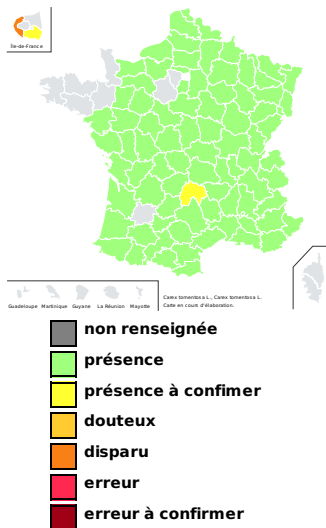 Île-de-France
Guadeloupe Martinique Guyane La Réunion Mayotte
Carex tomentosa L., Carex tomentosa L.
Carte en cours d'élaboration.
non renseignée
présence
présence à confimer
douteux
disparu
erreur
erreur à confirmer